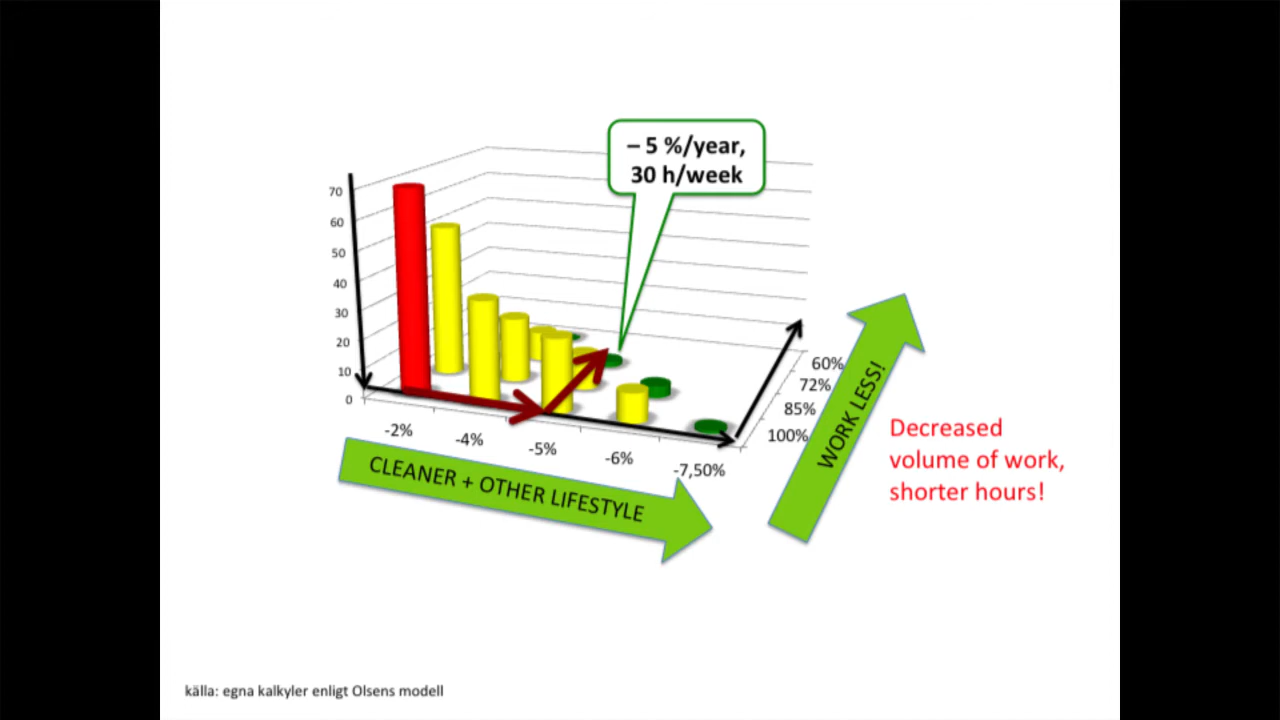 – 5 %/year,
30 h/week
70
60
50
40
30
20
10
0
-2%
-4%
-5%
-6%
-7,50%
60%
72%
85%
100%
CLEANER + OTHER LIFESTYLE
WORK LESS!
Decreased
volume of work,
shorter hours!
källa: egna kalkyler enligt Olsens modell